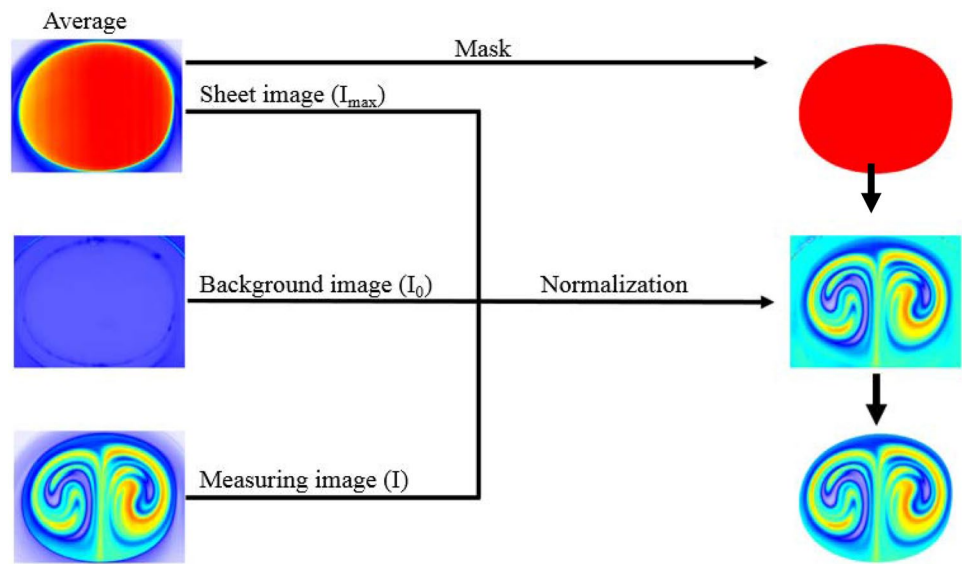 Average
Mask
Sheet image (Iₘₐₓ)
Background image (I₀)
Normalization
Measuring image (I)